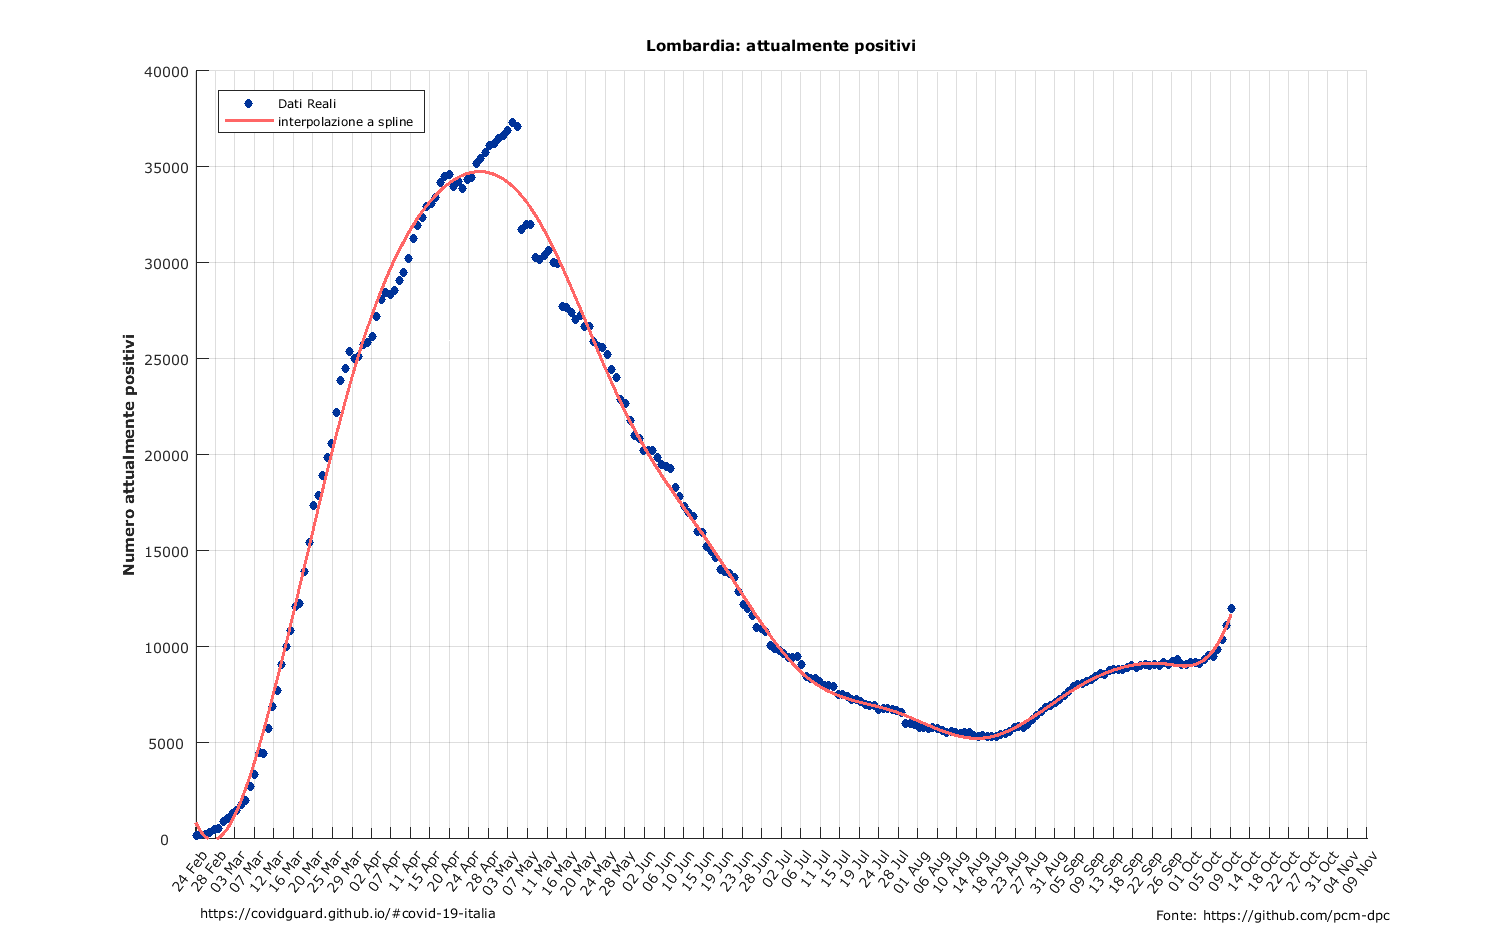 Lombardia: attualmente positivi
40000
35000
30000
25000
20000
15000
10000
5000
0
Numero attualmente positivi
Dati Reali
interpolazione a spline
24 Feb
28 Feb
03 Mar
07 Mar
12 Mar
16 Mar
20 Mar
25 Mar
29 Mar
02 Apr
07 Apr
11 Apr
15 Apr
20 Apr
24 Apr
28 Apr
03 May
07 May
11 May
16 May
20 May
24 May
28 May
02 Jun
06 Jun
10 Jun
15 Jun
19 Jun
23 Jun
28 Jun
02 Jul
06 Jul
11 Jul
15 Jul
19 Jul
24 Jul
28 Jul
01 Aug
06 Aug
10 Aug
14 Aug
18 Aug
23 Aug
27 Aug
31 Aug
05 Sep
09 Sep
13 Sep
18 Sep
22 Sep
26 Sep
01 Oct
05 Oct
09 Oct
14 Oct
18 Oct
22 Oct
27 Oct
31 Oct
04 Nov
09 Nov
https://covidguard.github.io/#covid-19-italia
Fonte: https://github.com/pcm-dpc